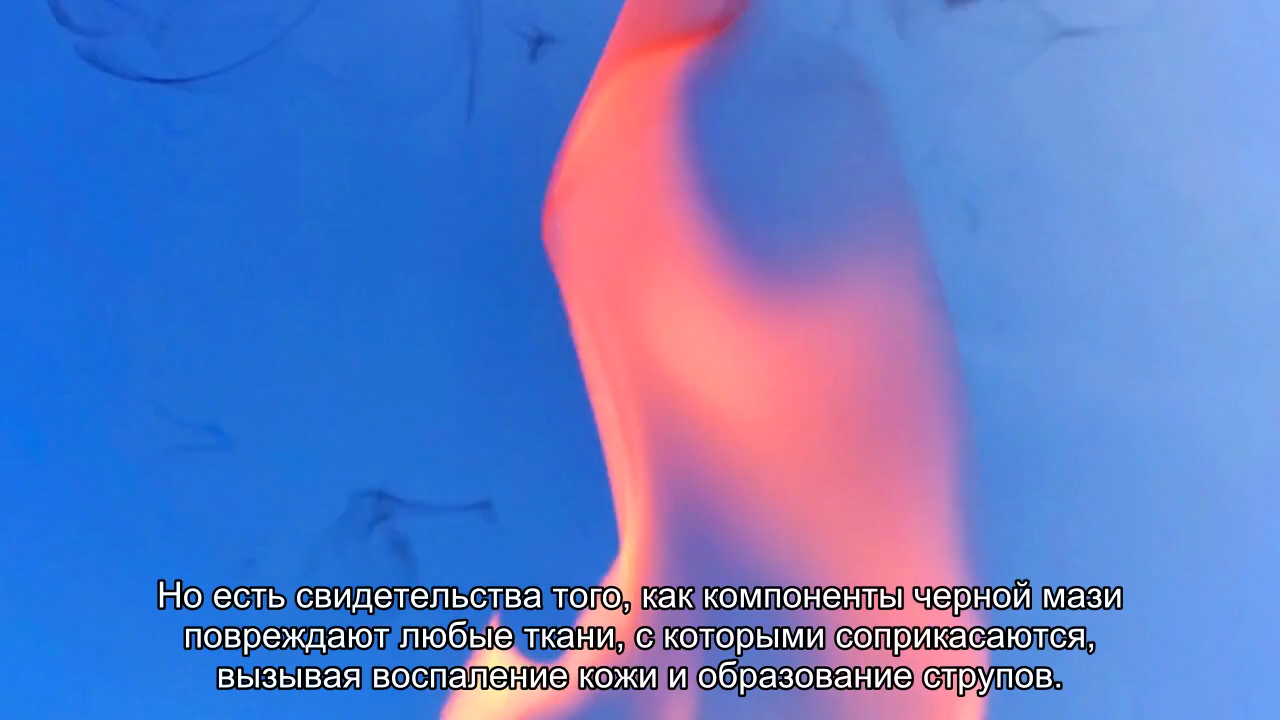 Но есть свидетельства того, как компоненты черной мази
повреждают любые ткани, с которыми соприкасаются,
вызывая воспаление кожи и образование струпов.